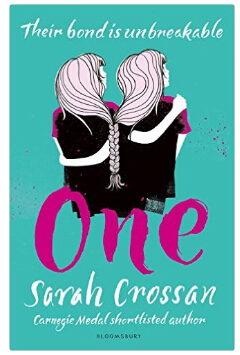 Their bond is unbreakable
One
Sarah Crossan
Carnegie Medal shortlisted author
BLOOMSBURY